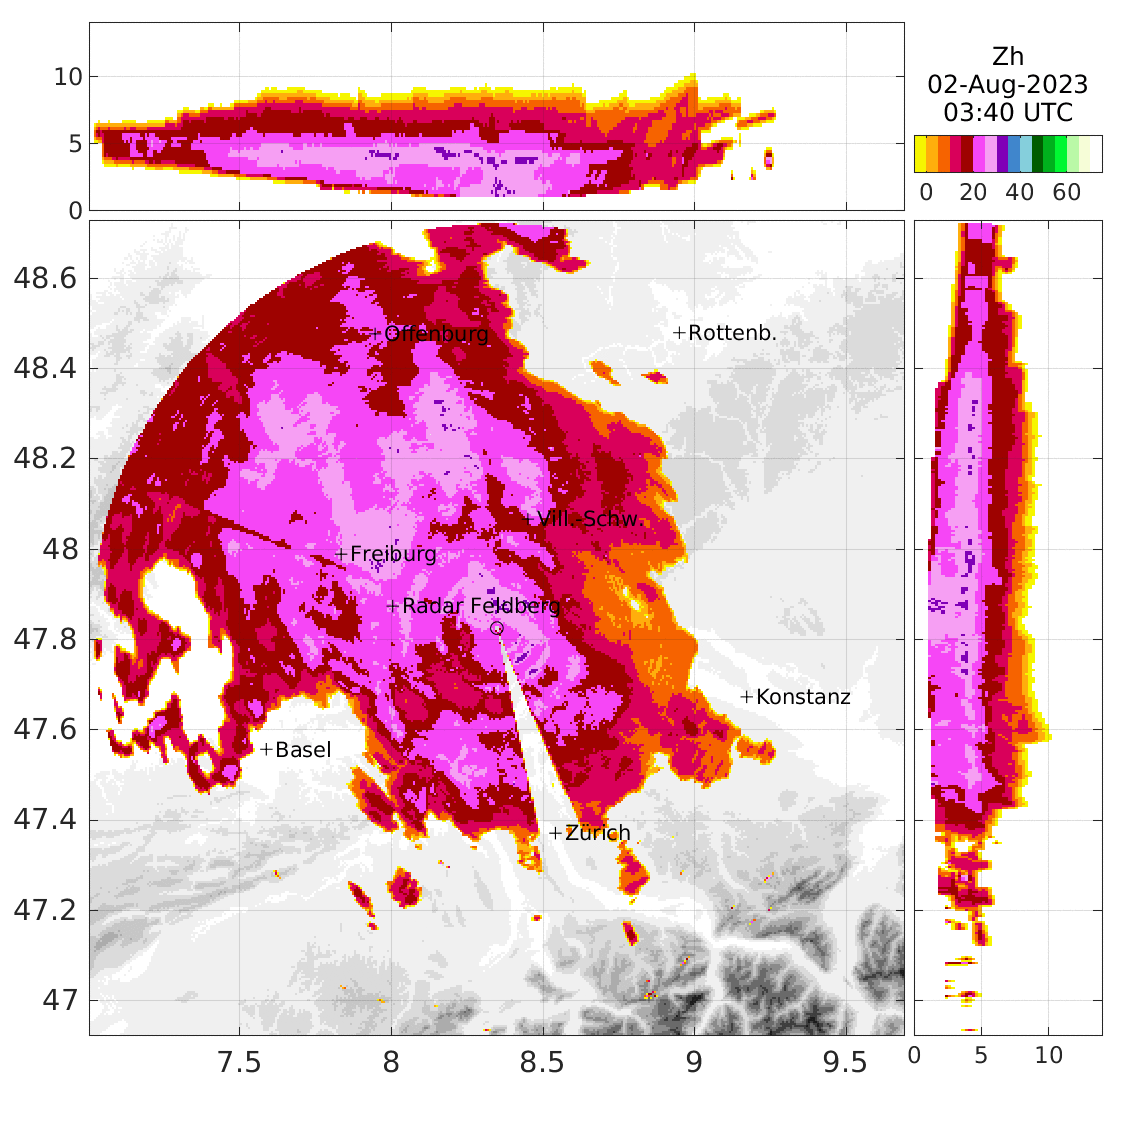 10
5
0
Zh
02-Aug-2023
03:40 UTC
0 20 40 60
48.6
48.4
48.2
48
47.8
47.6
47.4
47.2
47
+Offenburg
+Rottenb.
+Vill.-Schw.
+Freiburg
+Radar Feldberg
+Konstanz
+Basel
+Zürich
7.5 8 8.5 9 9.5
0 5 10